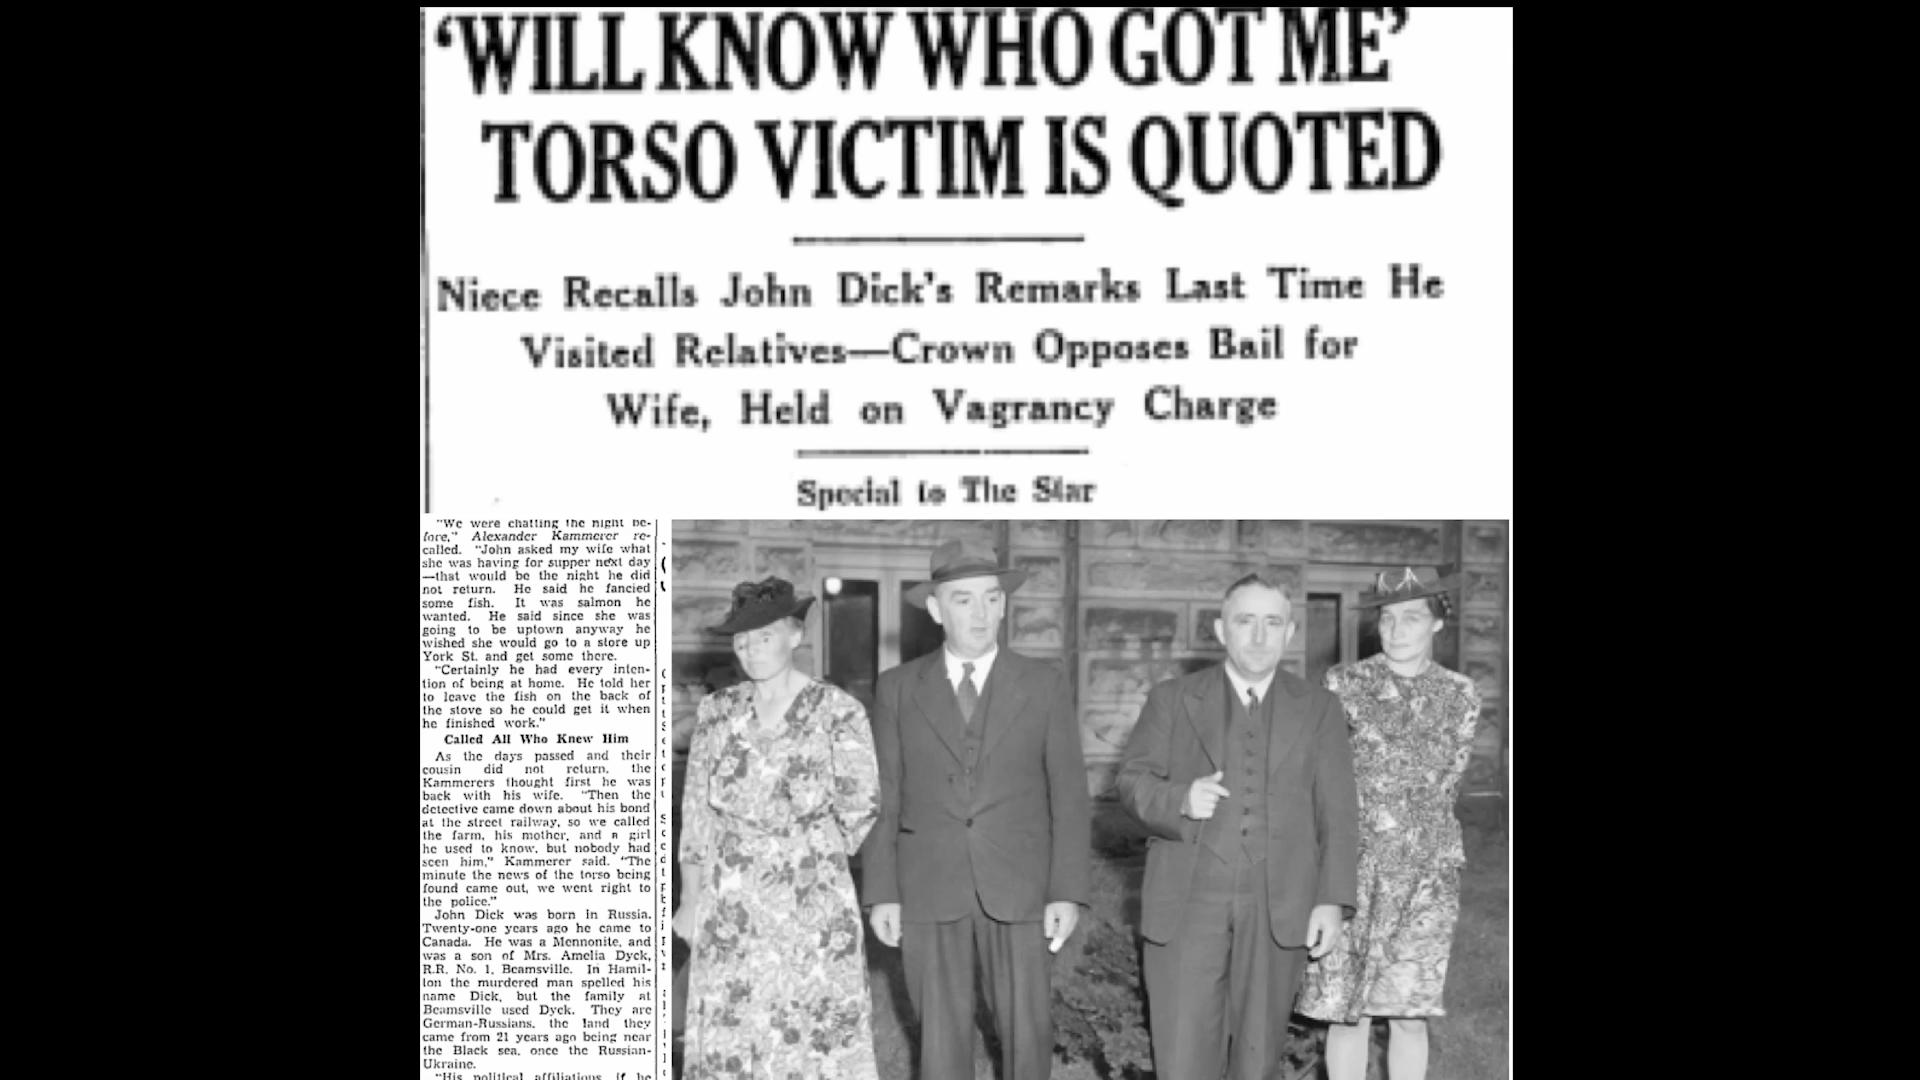 ‘WILL KNOW WHO GOT ME’
TORSO VICTIM IS QUOTED
Niece Recalls John Dick's Remarks Last Time He
Visited Relatives—Crown Opposes Bail for
Wife, Held on Vagrancy Charge
Special to The Star
"We were chatting the night be-
fore," Alexander Kammerer re-
called. "John asked my wife what
she was having for supper next day
—that would be the night he did
not return. He said he fancied
some fish. It was salmon he
wanted. He said since she was
going to be uptown anyway he
wished she would go to a store up
York St. and get some there.
"Certainly he had every inten-
tion of being at home. He told her
to leave the fish on the back of
the stove so he could get it when
he finished work."
Called All Who Knew Him
As the days passed and their
cousin did not return, the
Kammerers thought first he was
back with his wife. "Then the
detective came down about his bond
at the street railway, so we called
the farm, his mother, and a girl
he used to know, but nobody had
seen him," Kammerer said. "The
minute the news of the torso being
found came out, we went right to
the police."
John Dick was born in Russia.
Twenty-one years ago he came to
Canada. He was a Mennonite, and
was a son of Mrs. Amelia Dyck,
R.R. No. 1, Beamsville. In Hamil-
ton the murdered man spelled his
name Dick, but the family at
Beamsville used Dyck. They are
German-Russians, the land they
came from 21 years ago being near
the Black sea, once the Russian-
Ukraine.
"His political affiliations, if he